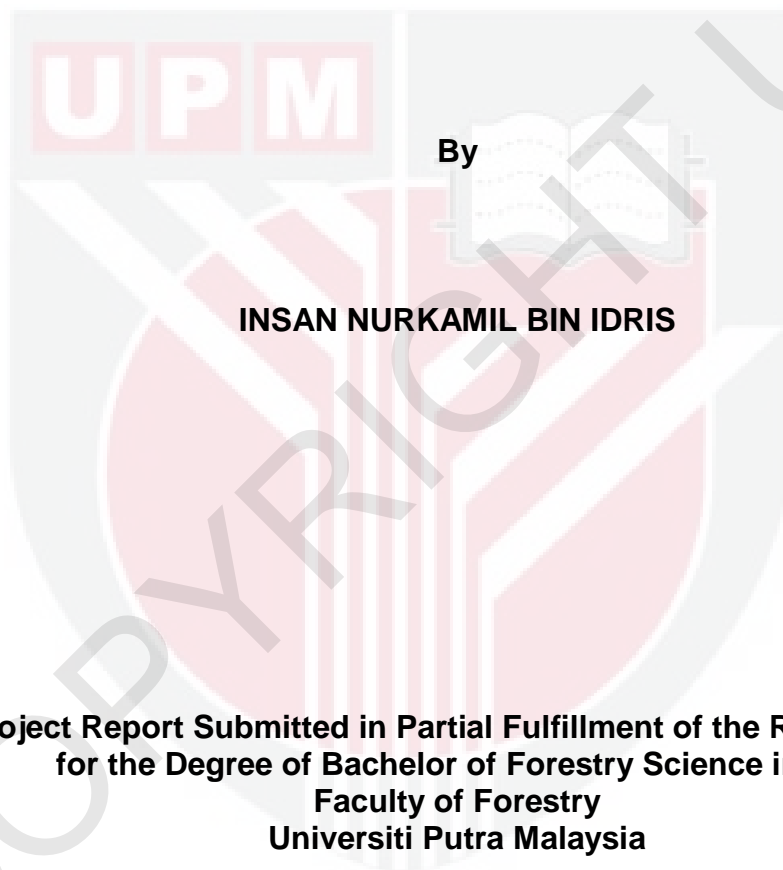 UPM
By
INSAN NURKAMIL BIN IDRIS
oject Report Submitted in Partial Fulfillment of the
for the Degree of Bachelor of Forestry Science
Faculty of Forestry
Universiti Putra Malaysia
OPYRIGHT U